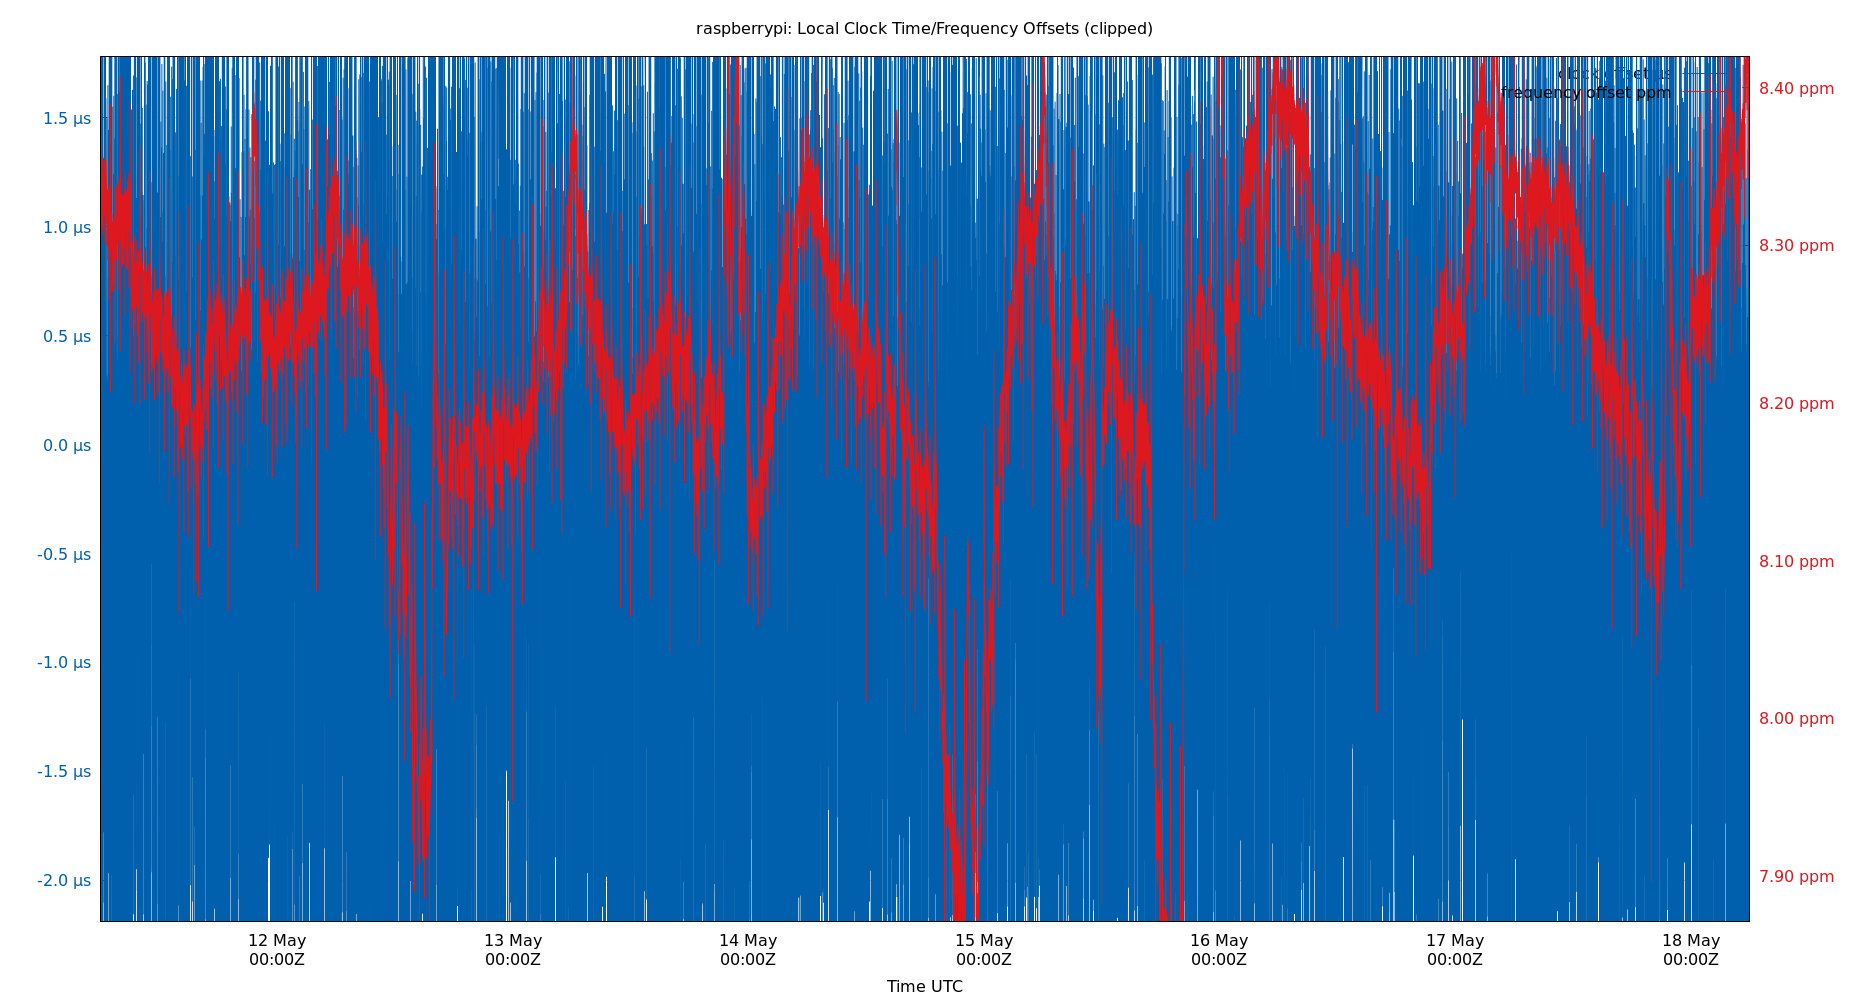 raspberrypi: Local Clock Time/Frequency Offsets (clipped)
clock offset µs
frequency offset ppm
1.5 µs
1.0 µs
0.5 µs
0.0 µs
-0.5 µs
-1.0 µs
-1.5 µs
-2.0 µs
8.40 ppm
8.30 ppm
8.20 ppm
8.10 ppm
8.00 ppm
7.90 ppm
12 May
00:00Z
13 May
00:00Z
14 May
00:00Z
15 May
00:00Z
16 May
00:00Z
17 May
00:00Z
18 May
00:00Z
Time UTC